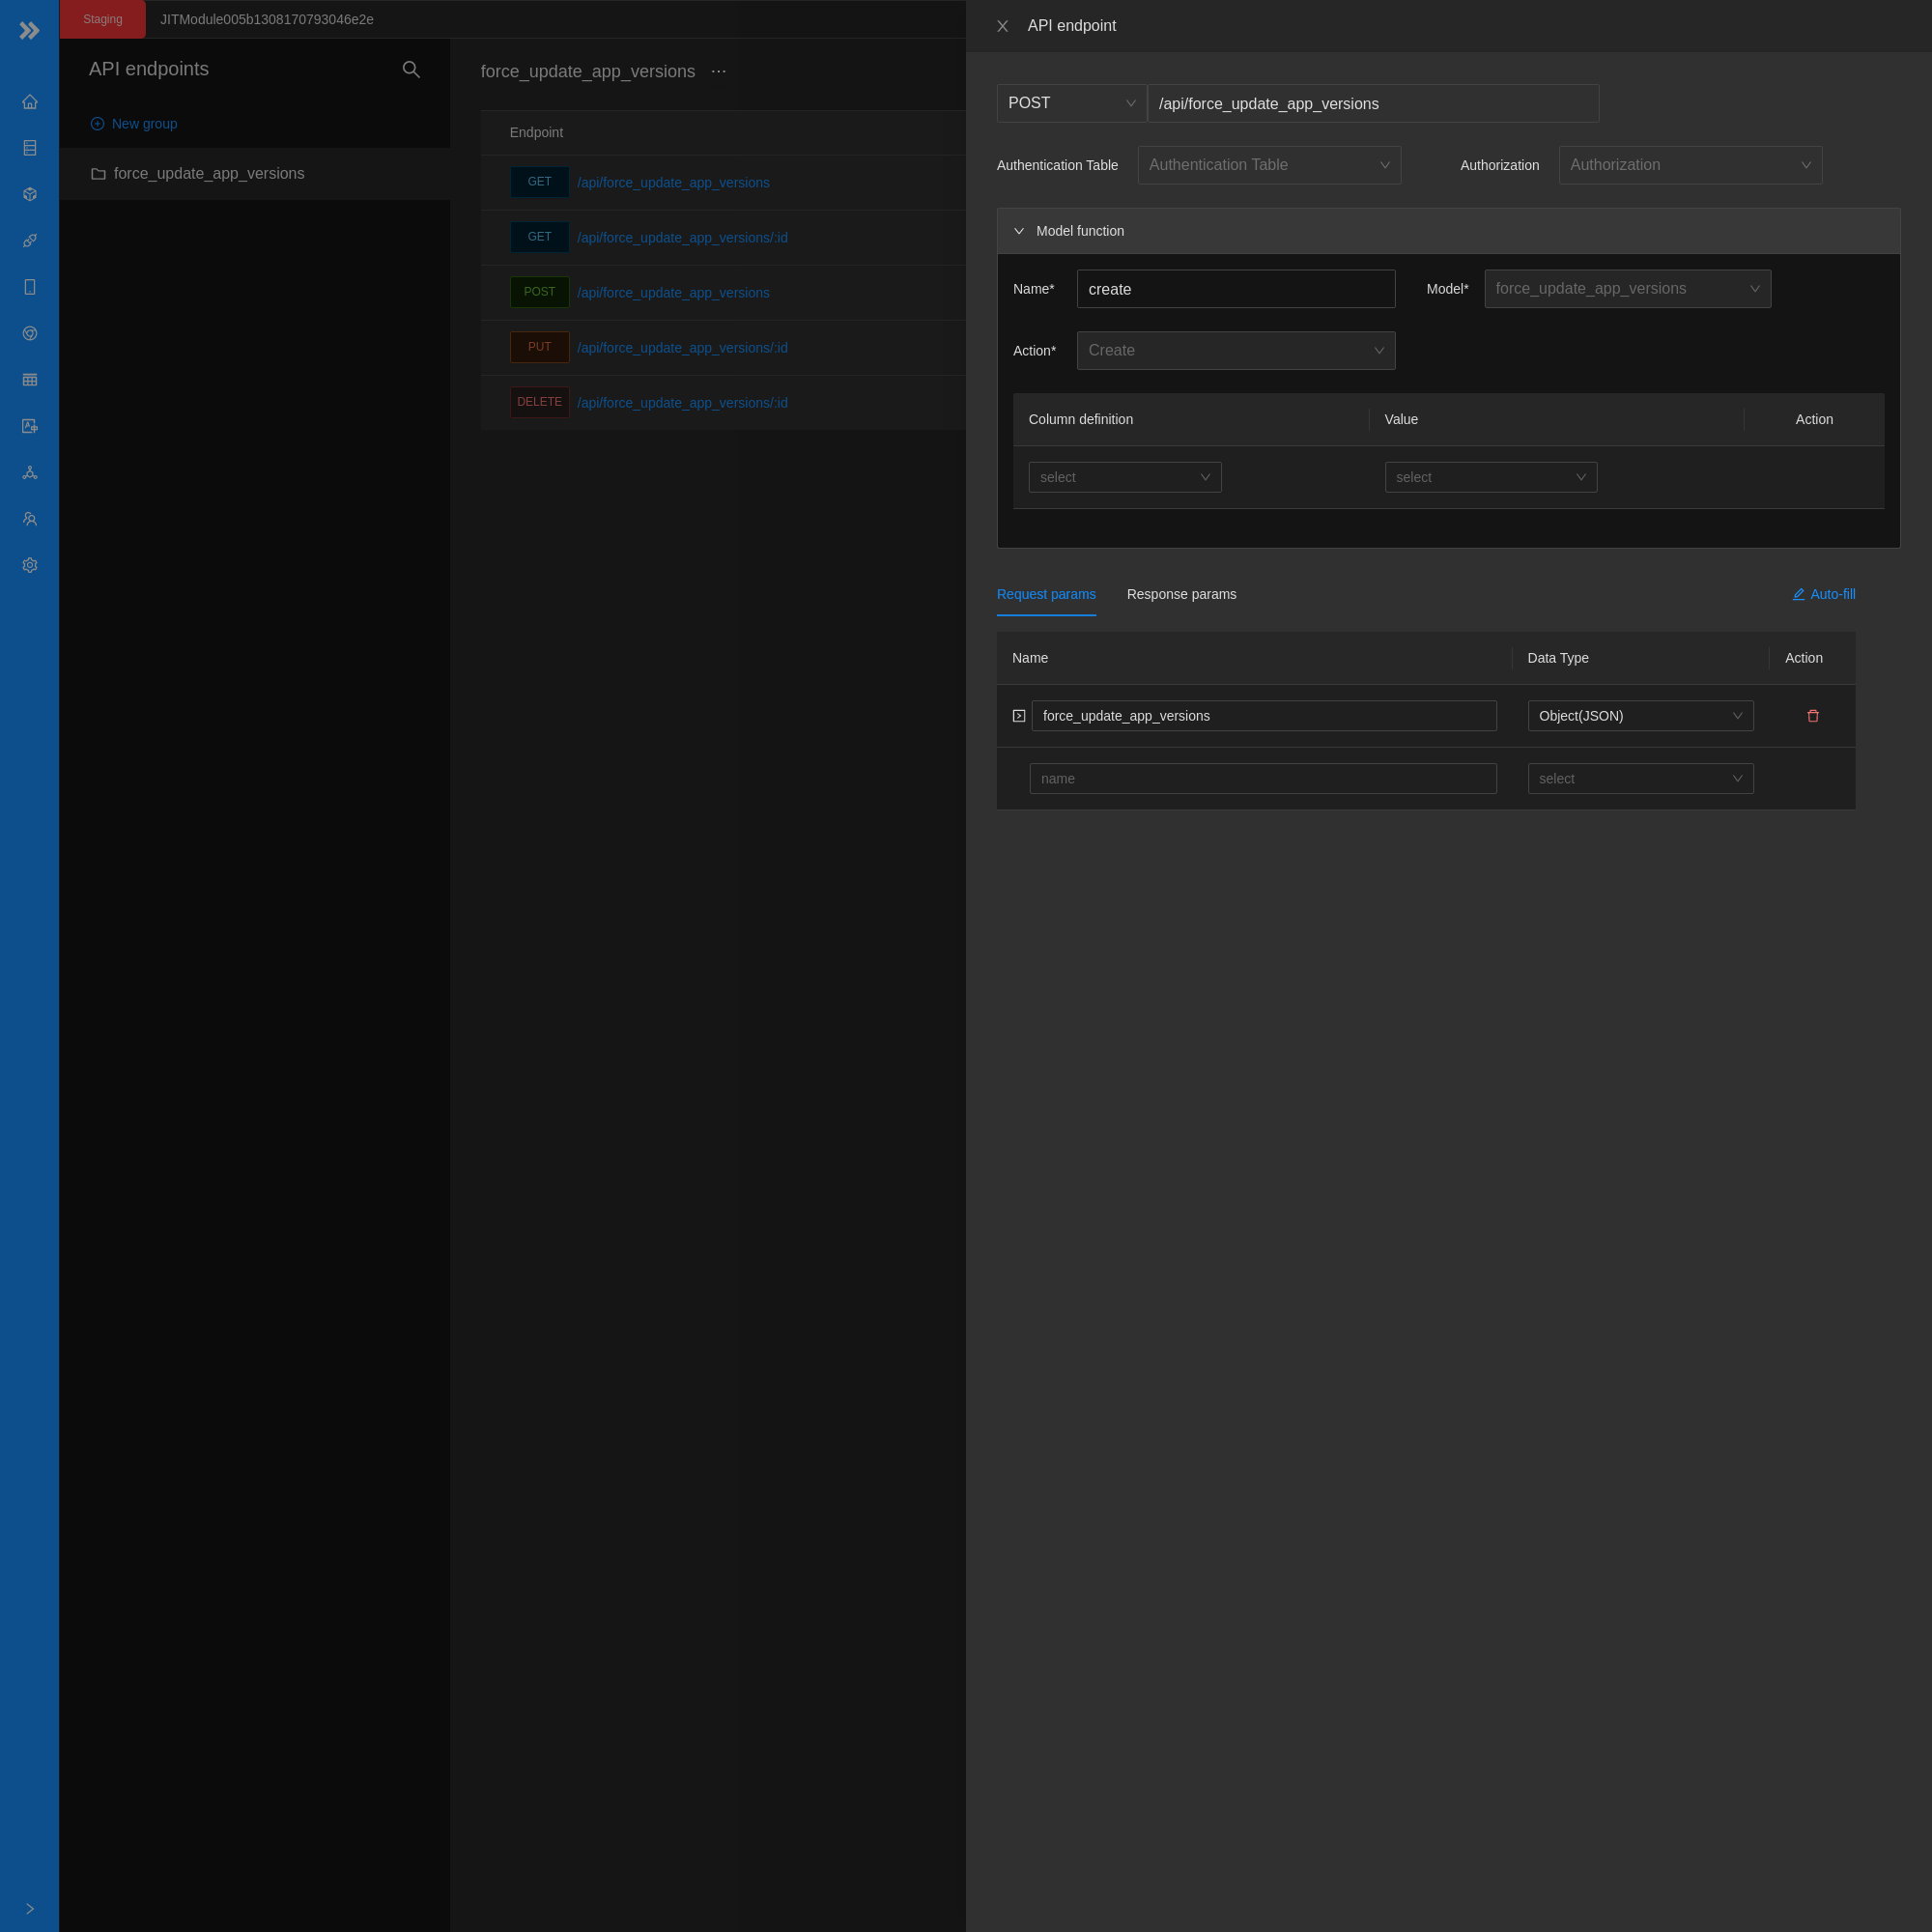 Staging
JITModule005b1308170793046e2e
API endpoints
New group
force_update_app_versions
force_update_app_versions ...
Endpoint
GET /api/force_update_app_versions
GET /api/force_update_app_versions/:id
POST /api/force_update_app_versions
PUT /api/force_update_app_versions/:id
DELETE /api/force_update_app_versions/:id
API endpoint
POST /api/force_update_app_versions
Authentication Table Authentication Table Authorization Authorization
Model function
Name* create Model* force_update_app_versions
Action* Create
Column definition Value Action
select select
Request params Response params Auto-fill
Name Data Type Action
force_update_app_versions Object(JSON)
name select